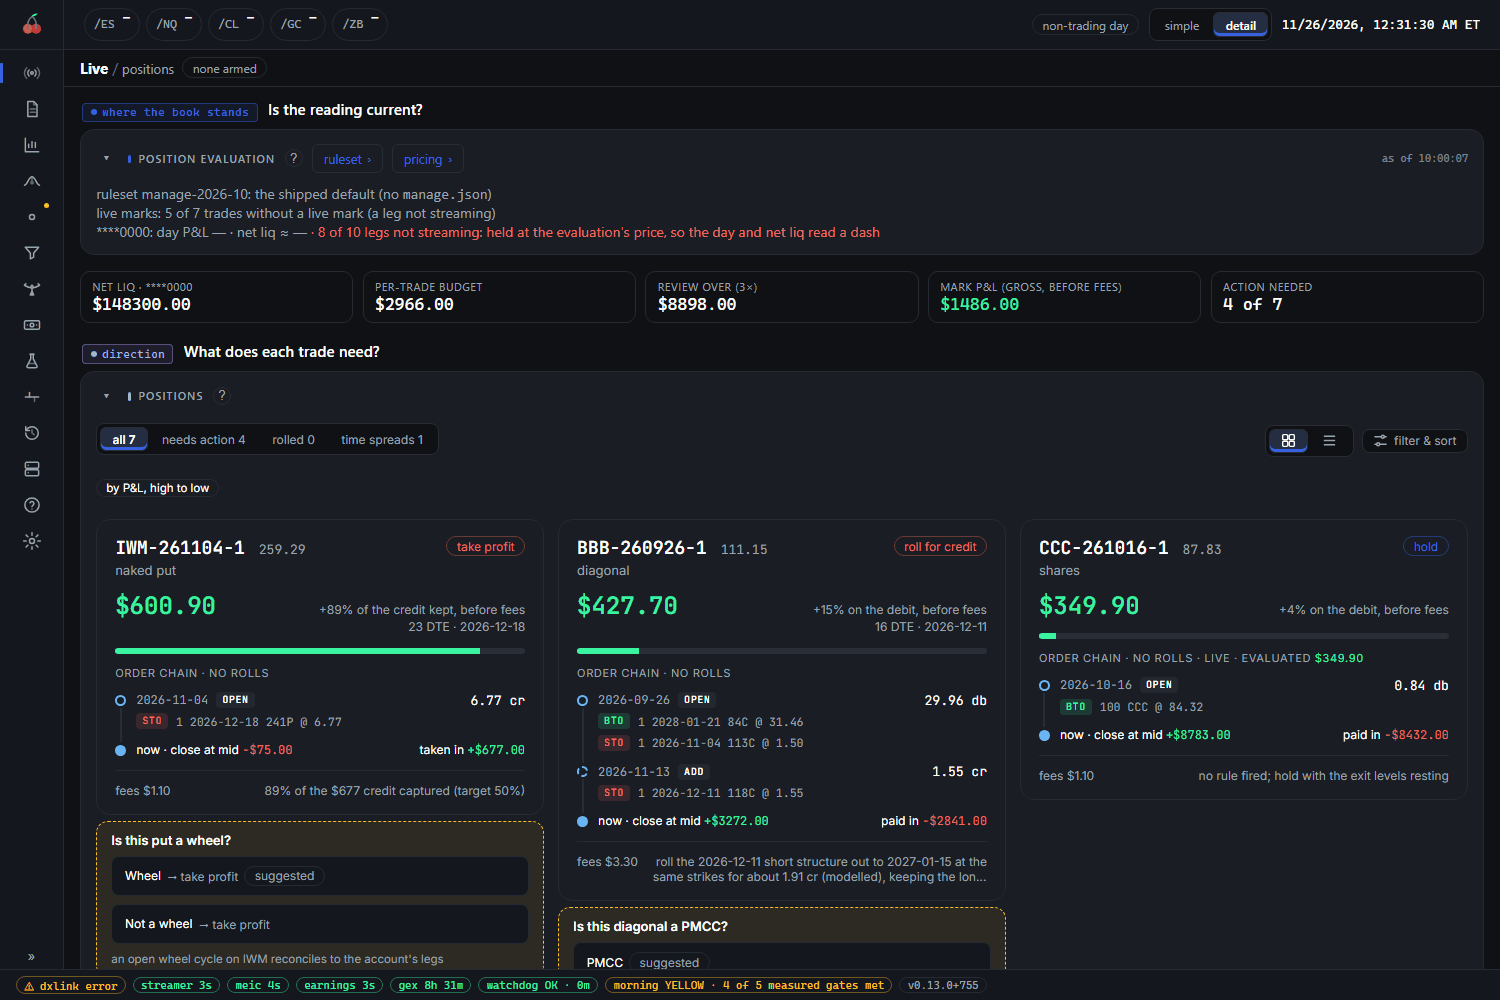 /ES –
/NQ –
/CL –
/GC –
/ZB –
non-trading day
simple
detail
11/26/2026, 12:31:30 AM ET
Live / positions
none armed
where the book stands
Is the reading current?
POSITION EVALUATION
?
ruleset ›
pricing ›
as of 10:00:07
ruleset manage-2026-10: the shipped default (no manage.json)
live marks: 5 of 7 trades without a live mark (a leg not streaming)
****0000: day P&L — · net liq ≈ — · 8 of 10 legs not streaming: held at the evaluation's price, so the day and net liq read a dash
NET LIQ · ****0000
$148300.00
PER-TRADE BUDGET
$2966.00
REVIEW OVER (3×)
$8898.00
MARK P&L (GROSS, BEFORE FEES)
$1486.00
ACTION NEEDED
4 of 7
direction
What does each trade need?
POSITIONS
?
all 7
needs action 4
rolled 0
time spreads 1
filter & sort
by P&L, high to low
IWM-261104-1 259.29
take profit
naked put
$600.90
+89% of the credit kept, before fees
23 DTE · 2026-12-18
ORDER CHAIN · NO ROLLS
2026-11-04 OPEN 6.77 cr
STO 1 2026-12-18 241P @ 6.77
now · close at mid -$75.00 taken in +$677.00
fees $1.10 89% of the $677 credit captured (target 50%)
Is this put a wheel?
Wheel → take profit suggested
Not a wheel → take profit
an open wheel cycle on IWM reconciles to the account's legs
BBB-260926-1 111.15
roll for credit
diagonal
$427.70
+15% on the debit, before fees
16 DTE · 2026-12-11
ORDER CHAIN · NO ROLLS
2026-09-26 OPEN 29.96 db
BTO 1 2028-01-21 84C @ 31.46
STO 1 2026-11-04 113C @ 1.50
2026-11-13 ADD 1.55 cr
STO 1 2026-12-11 118C @ 1.55
now · close at mid +$3272.00 paid in -$2841.00
fees $3.30 roll the 2026-12-11 short structure out to 2027-01-15 at the
same strikes for about 1.91 cr (modelled), keeping the lon...
Is this diagonal a PMCC?
PMCC suggested
CCC-261016-1 87.83
hold
shares
$349.90
+4% on the debit, before fees
ORDER CHAIN · NO ROLLS · LIVE · EVALUATED $349.90
2026-10-16 OPEN 0.84 db
BTO 100 CCC @ 84.32
now · close at mid +$8783.00 paid in -$8432.00
fees $1.10 no rule fired; hold with the exit levels resting
»
dxlink error
streamer 3s
meic 4s
earnings 3s
gex 8h 31m
watchdog OK · 0m
morning YELLOW · 4 of 5 measured gates met
v0.13.0+755